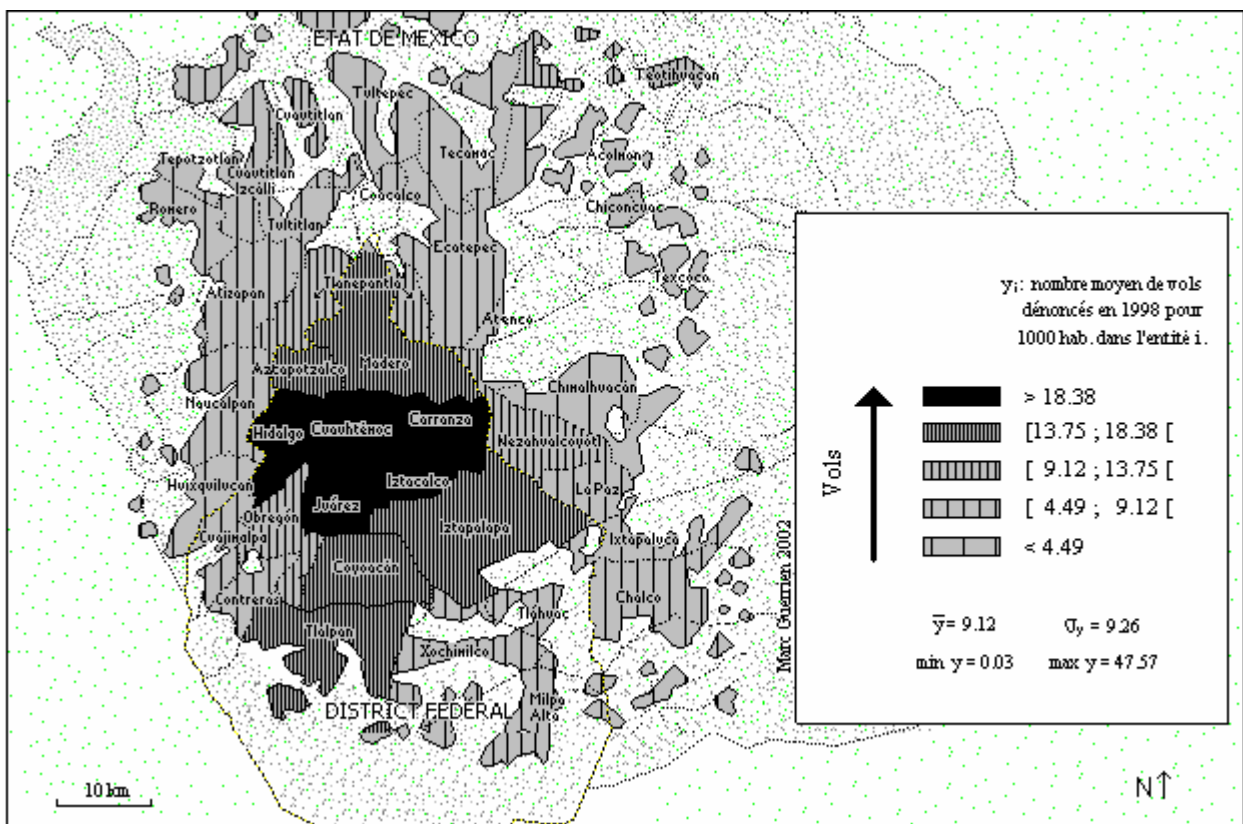 ETAT DE MEXICO
Teotihuacan
Tultepec
Cuautitlan
Tecamac
Acolman
Tepotzotlan
Cuautitlan
Izcalli
Coacalco
Chiconcuac
Romero
Tultitlan
Ecatepec
Texcoco
Tlanepantla
Atizapan
Atenco
Madero
Aztapotzalco
Chimalhuacán
Naucalpan
Carranza
Hidalgo
Cuauhtémoc
Nezahualcoyotl
Iztacalco
Huixquilucan
La Paz
Juárez
Obregón
Iztapalapa
Cuajimalpa
Ixtapaluca
Coyoacán
Contreras
Chalco
Tláhuac
Tlalpan
Xochimilco
Milpa
Alta
DISTRICT FEDERAL
10 km
Marc Guerrien 2002
yi: nombre moyen de vols
dénoncés en 1998 pour
1000 hab. dans l'entité i.
Vols
> 18.38
[13.75 ; 18.38 [
[ 9.12 ; 13.75 [
[ 4.49 ; 9.12 [
< 4.49
y̅ = 9.12 σy = 9.26
min y = 0.03 max y = 47.57
N↑